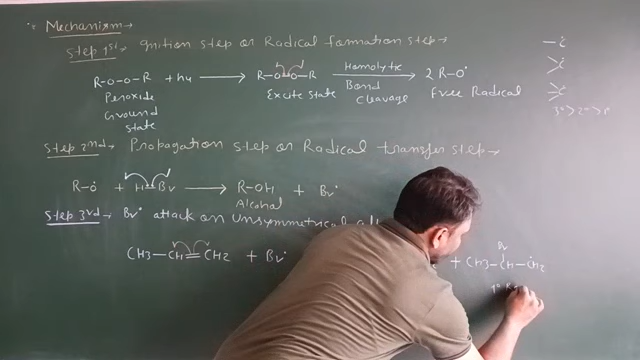 : Mechanism →
Step 1st:- Ignition step or Radical formation step →
R-O-O-R + hν → R-O-O-R Homolytic Bond Cleavage → 2 R-O•
Peroxide Ground state
Excite state
Free Radical
3° > 2° > 1°
Step 2nd:- Propagation step or Radical transfer step →
R-Ȯ + H-Br → R-OH + Br•
Alcohol
Step 3rd:- Br• attack on Unsymmetrical
CH3-CH=CH2 + Br•
+ CH3-CH-ĊH2
1°